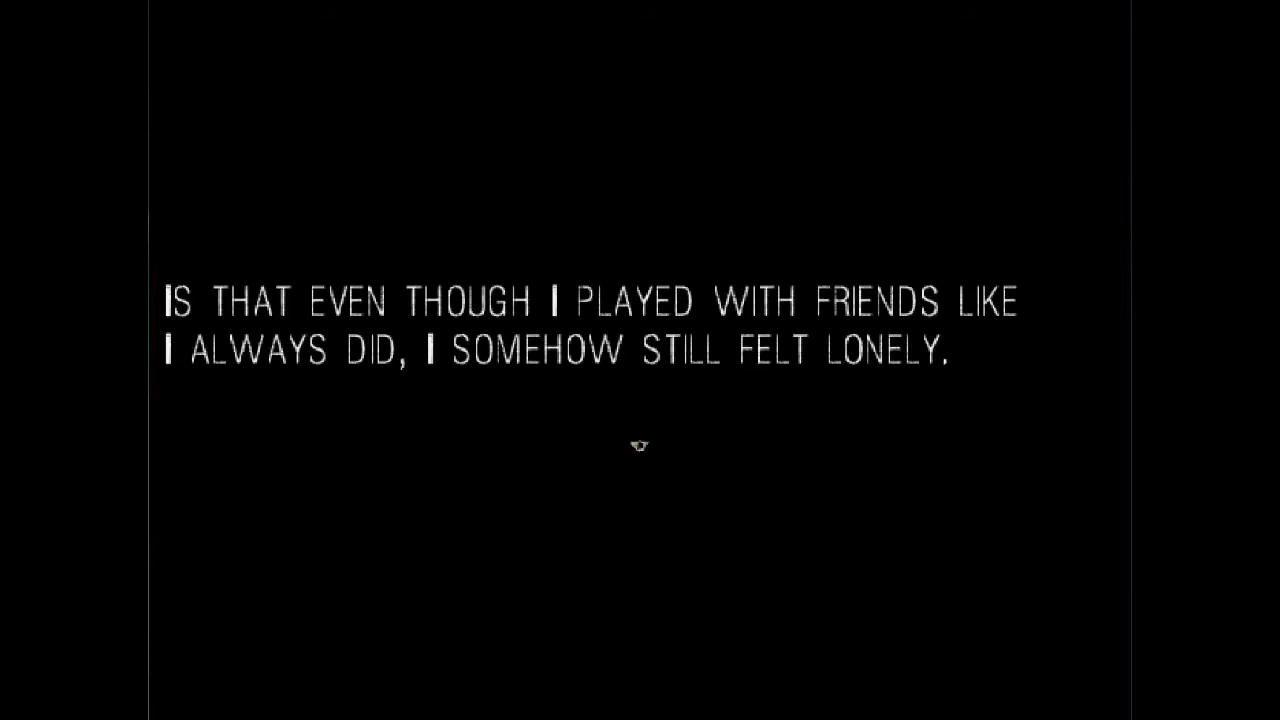 IS THAT EVEN THOUGH I PLAYED WITH FRIENDS LIKE
I ALWAYS DID, I SOMEHOW STILL FELT LONELY.